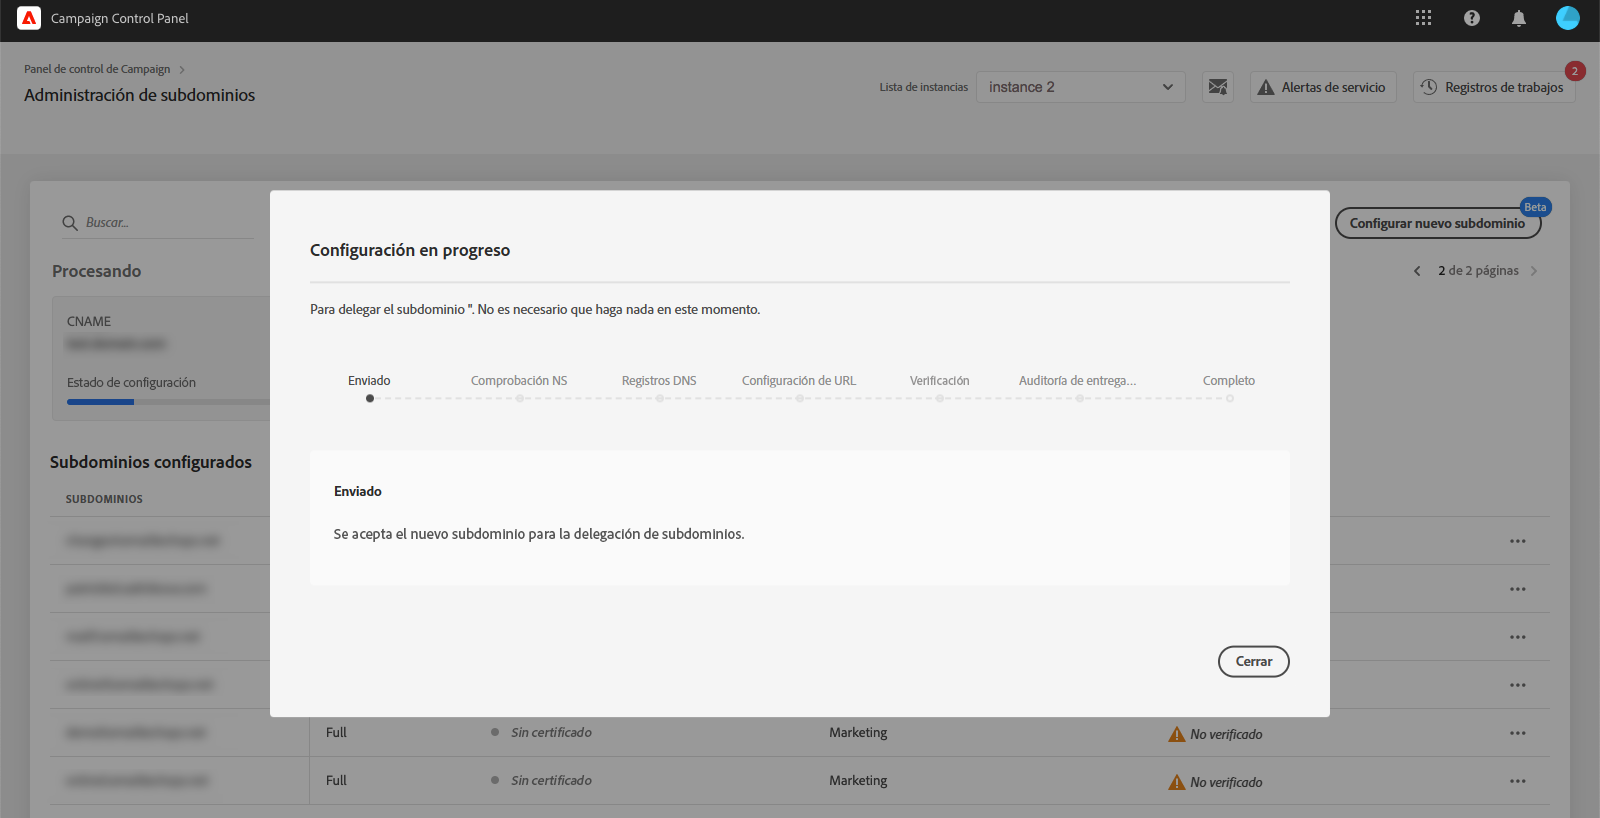 Campaign Control Panel
Panel de control de Campaign
Administración de subdominios
Lista de instancias
instance 2
Alertas de servicio
Registros de trabajos
2
Buscar...
Beta
Configurar nuevo subdominio
Procesando
2 de 2 páginas
CNAME
Estado de configuración
Subdominios configurados
SUBDOMINIOS
Configuración en progreso
Para delegar el subdominio ". No es necesario que haga nada en este momento.
Enviado
Comprobación NS
Registros DNS
Configuración de URL
Verificación
Auditoría de entrega...
Completo
Enviado
Se acepta el nuevo subdominio para la delegación de subdominios.
Cerrar
Full Sin certificado Marketing No verificado
Full Sin certificado Marketing No verificado